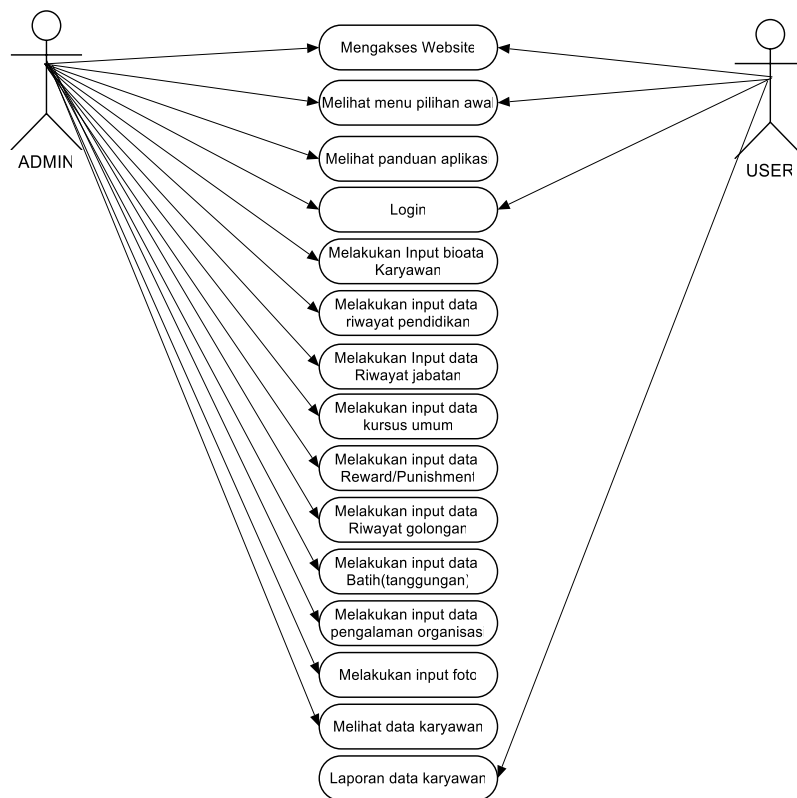 Mengakses Website
Melihat menu pilihan awal
Melihat panduan aplikas
Login
Melakukan Input bioata
Karyawan
Melakukan input data
riwayat pendidikan
Melakukan Input data
Riwayat jabatan
Melakukan input data
kursus umum
Melakukan input data
Reward/Punishment
Melakukan input data
Riwayat golongan
Melakukan input data
Batih(tanggungan)
Melakukan input data
pengalaman organisasi
Melakukan input foto
Melihat data karyawan
Laporan data karyawan
ADMIN
USER